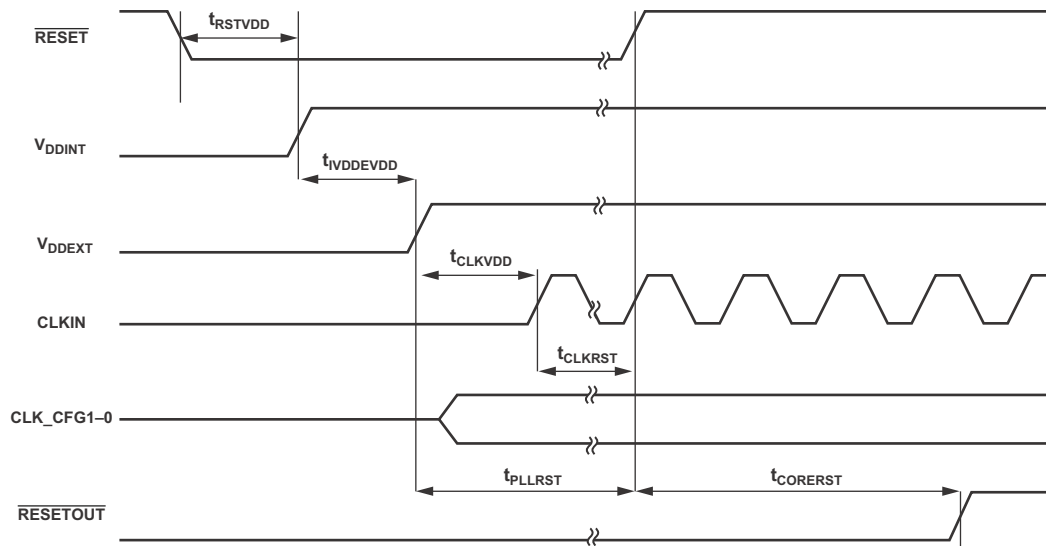 RESET
tRSTVDD
VDDINT
tIVDDEVDD
VDDEXT
tCLKVDD
CLKIN
tCLKRST
CLK_CFG1–0
tPLLRST
tCORERST
RESETOUT